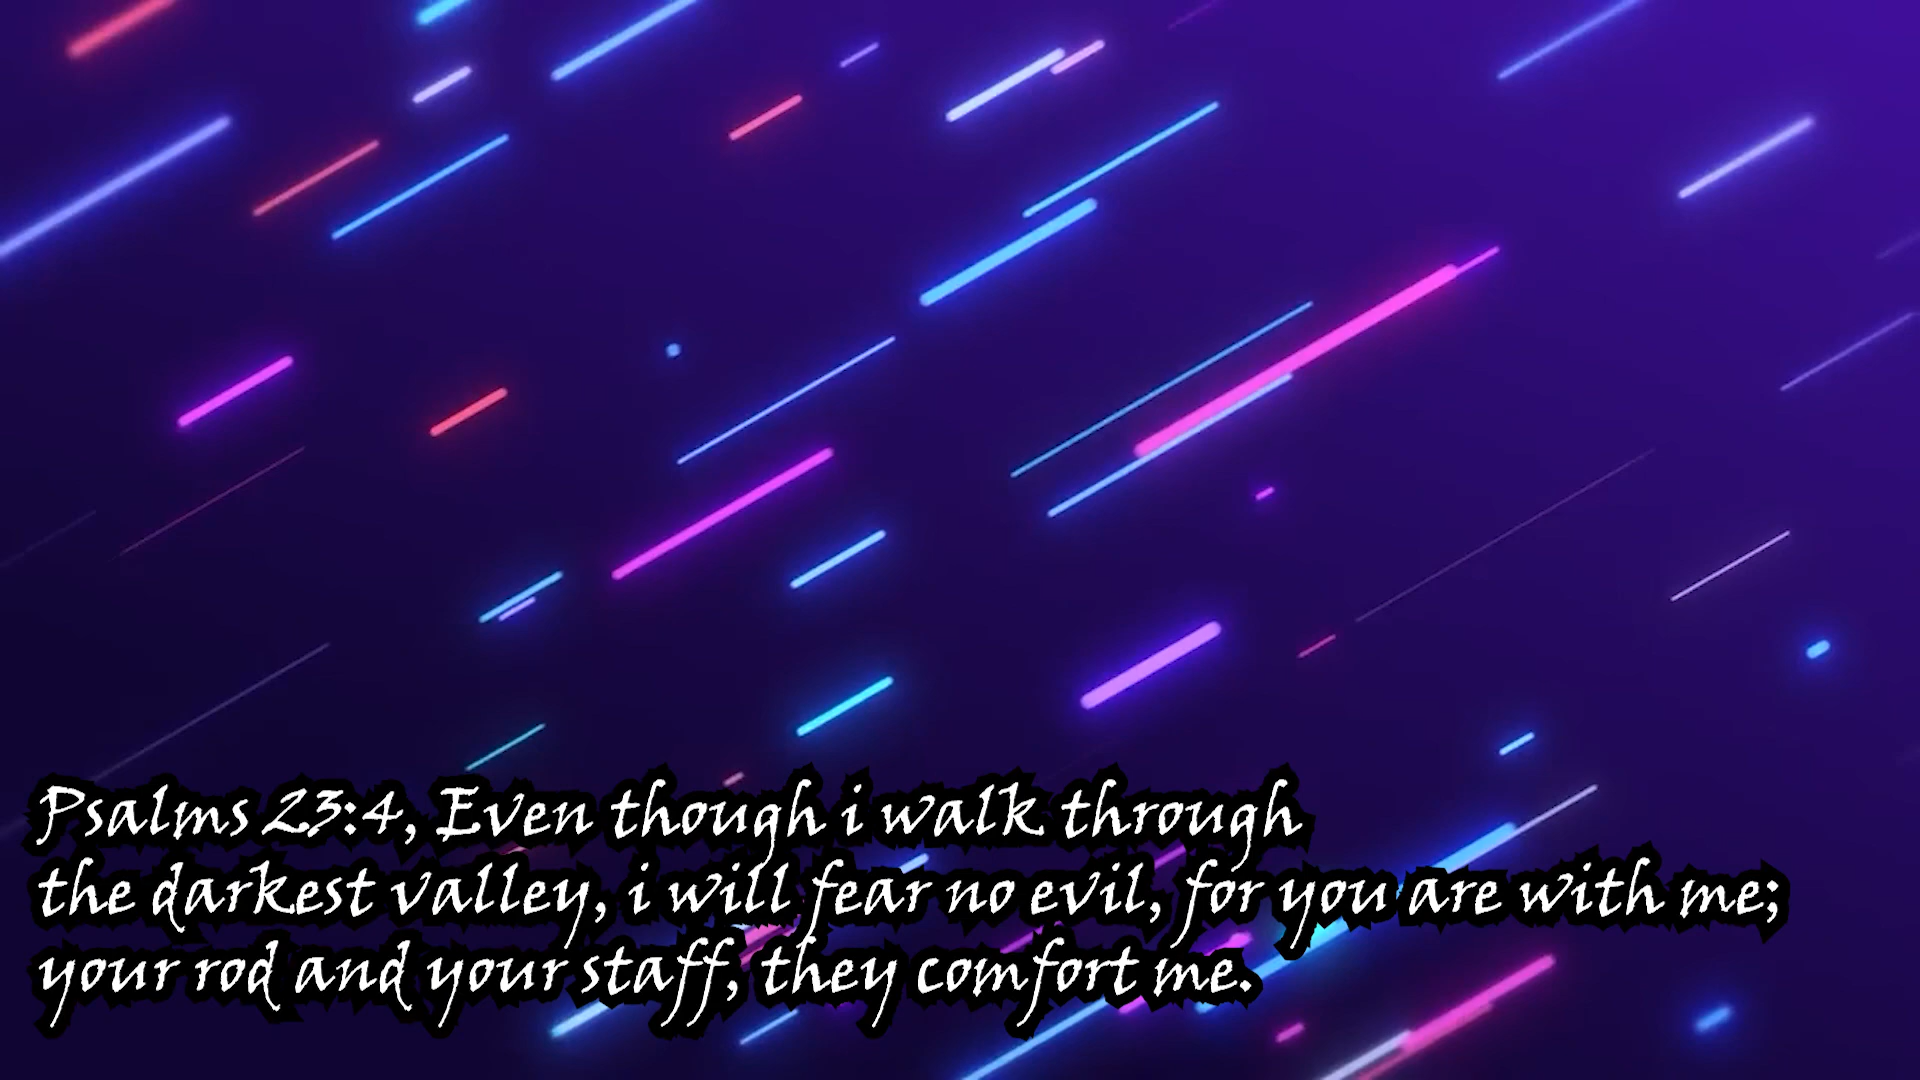 Psalms 23:4, Even though i walk through
the darkest valley, i will fear no evil, for you are with me;
your rod and your staff, they comfort me.